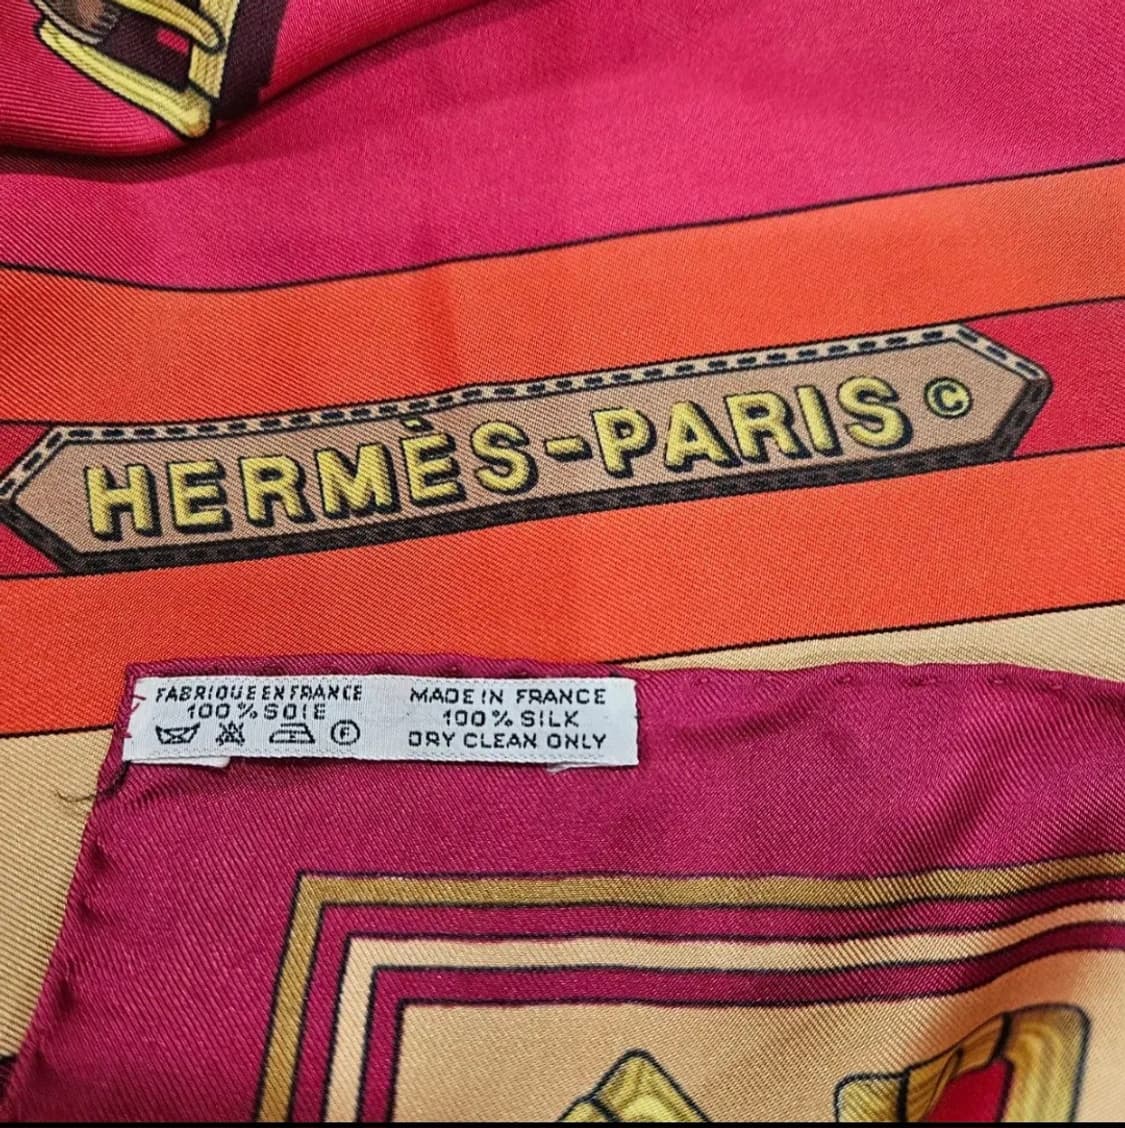 HERMÈS-PARIS ©
FABRIQUE EN FRANCE
100 % SOIE
Ⓕ
MADE IN FRANCE
100 % SILK
DRY CLEAN ONLY